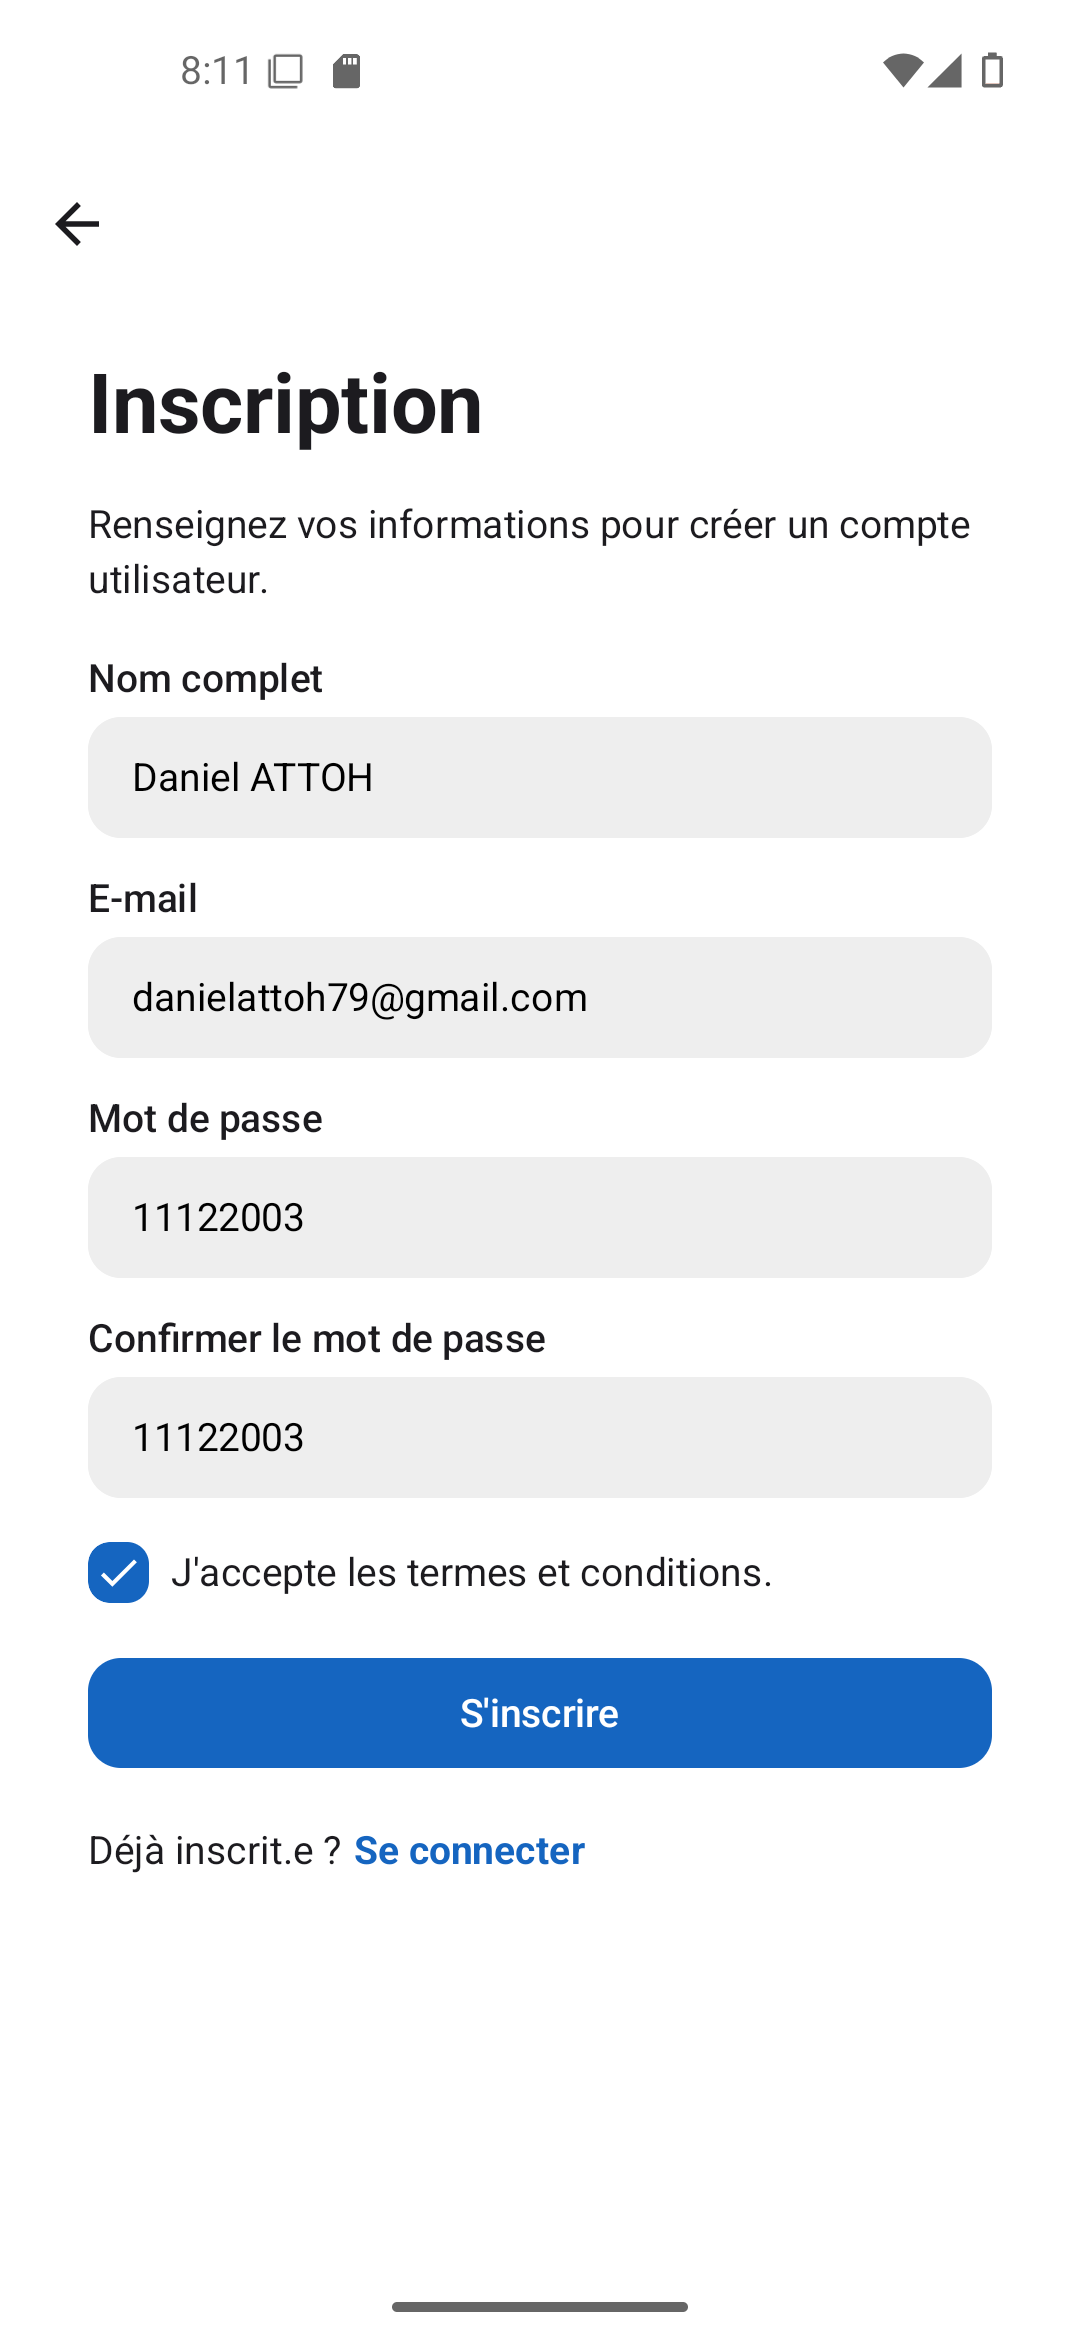 8:11
Inscription
Renseignez vos informations pour créer un compte
utilisateur.
Nom complet
Daniel ATTOH
E-mail
danielattoh79@gmail.com
Mot de passe
11122003
Confirmer le mot de passe
11122003
J'accepte les termes et conditions.
S'inscrire
Déjà inscrit.e ? Se connecter